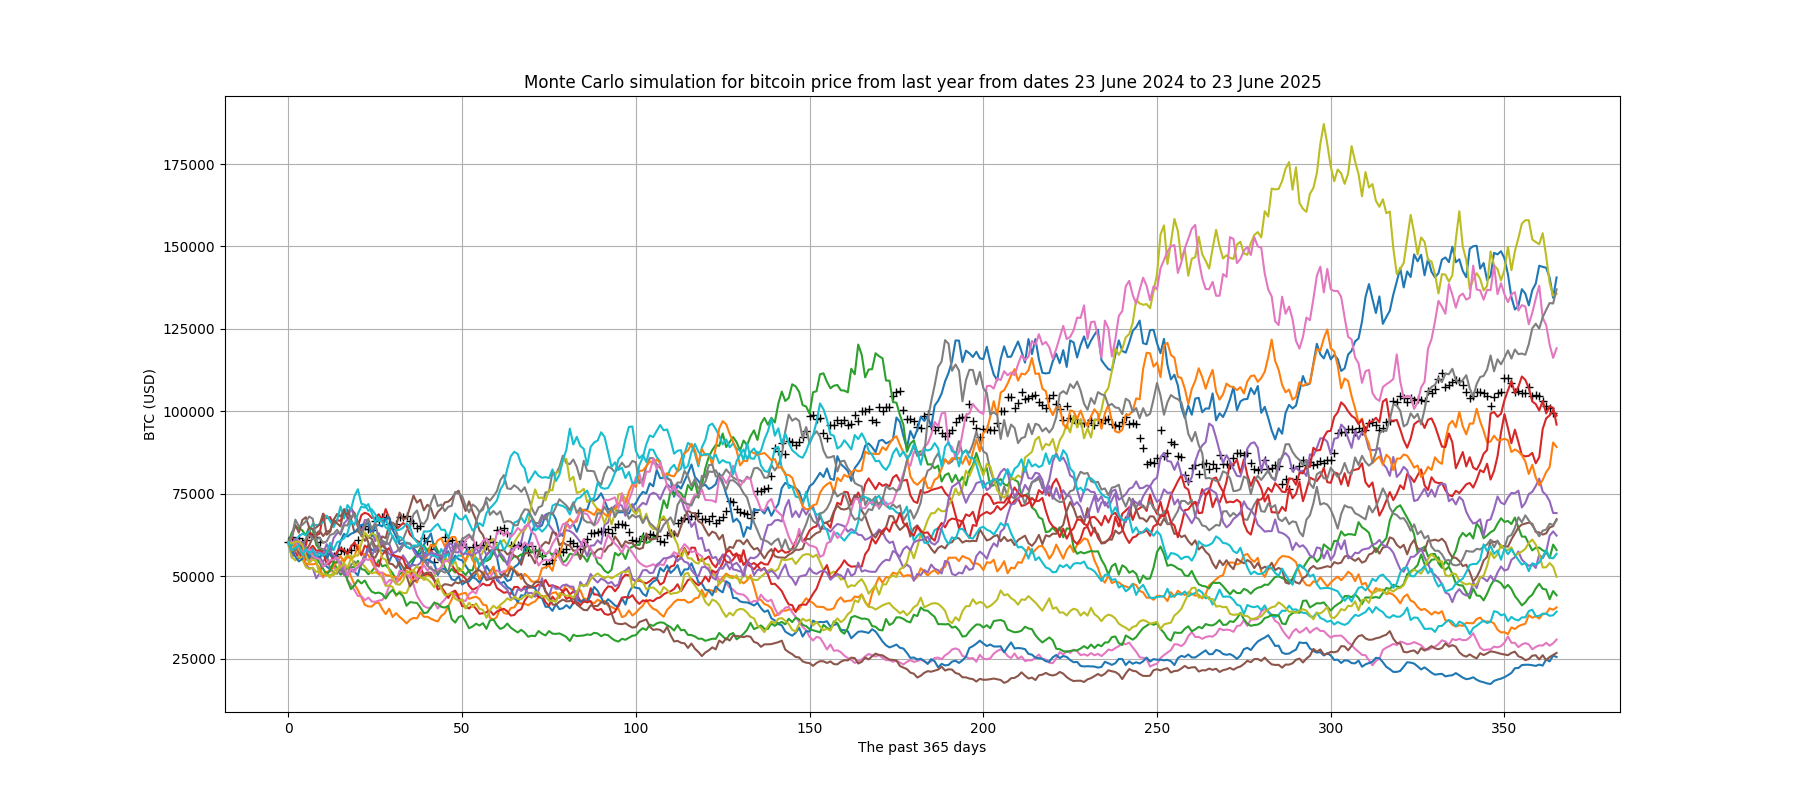 Monte Carlo simulation for bitcoin price from last year from dates 23 June 2024 to 23 June 2025
175000
150000
125000
100000
75000
50000
25000
BTC (USD)
0 50 100 150 200 250 300 350
The past 365 days